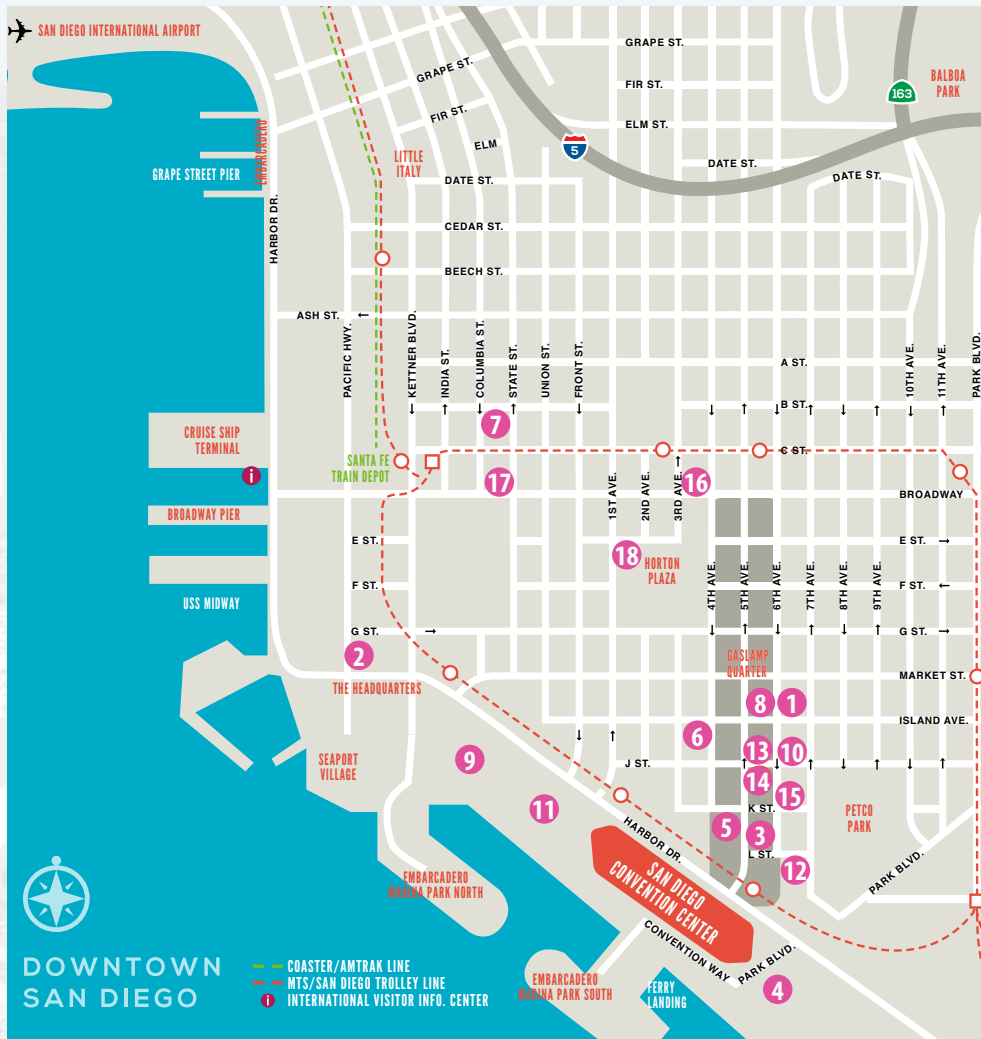 SAN DIEGO INTERNATIONAL AIRPORT
GRAPE ST.
GRAPE ST.
FIR ST.
FIR ST.
ELM ST.
ELM
5
163
BALBOA
PARK
EMBARCADERO
GRAPE STREET PIER
HARBOR DR.
LITTLE
ITALY
DATE ST.
DATE ST.
DATE ST.
CEDAR ST.
BEECH ST.
ASH ST.
PACIFIC HWY.
KETTNER BLVD.
INDIA ST.
COLUMBIA ST.
STATE ST.
UNION ST.
FRONT ST.
A ST.
10TH AVE.
11TH AVE.
PARK BLVD.
B ST.
7
C ST.
CRUISE SHIP
TERMINAL
i
SANTA FE
TRAIN DEPOT
17
1ST AVE.
2ND AVE.
3RD AVE.
16
BROADWAY
BROADWAY PIER
E ST.
E ST.
18
HORTON
PLAZA
4TH AVE.
5TH AVE.
6TH AVE.
7TH AVE.
8TH AVE.
9TH AVE.
F ST.
F ST.
USS MIDWAY
G ST.
G ST.
2
THE HEADQUARTERS
GASLAMP
QUARTER
MARKET ST.
8
1
ISLAND AVE.
6
SEAPORT
VILLAGE
9
13
10
J ST.
14
15
11
K ST.
PETCO
PARK
5
3
HARBOR DR.
L ST.
12
PARK BLVD.
SAN DIEGO
CONVENTION CENTER
EMBARCADERO
MARINA PARK NORTH
CONVENTION WAY
PARK BLVD.
EMBARCADERO
MARINA PARK SOUTH
FERRY
LANDING
4
DOWNTOWN
SAN DIEGO
COASTER/AMTRAK LINE
MTS/SAN DIEGO TROLLEY LINE
i INTERNATIONAL VISITOR INFO. CENTER